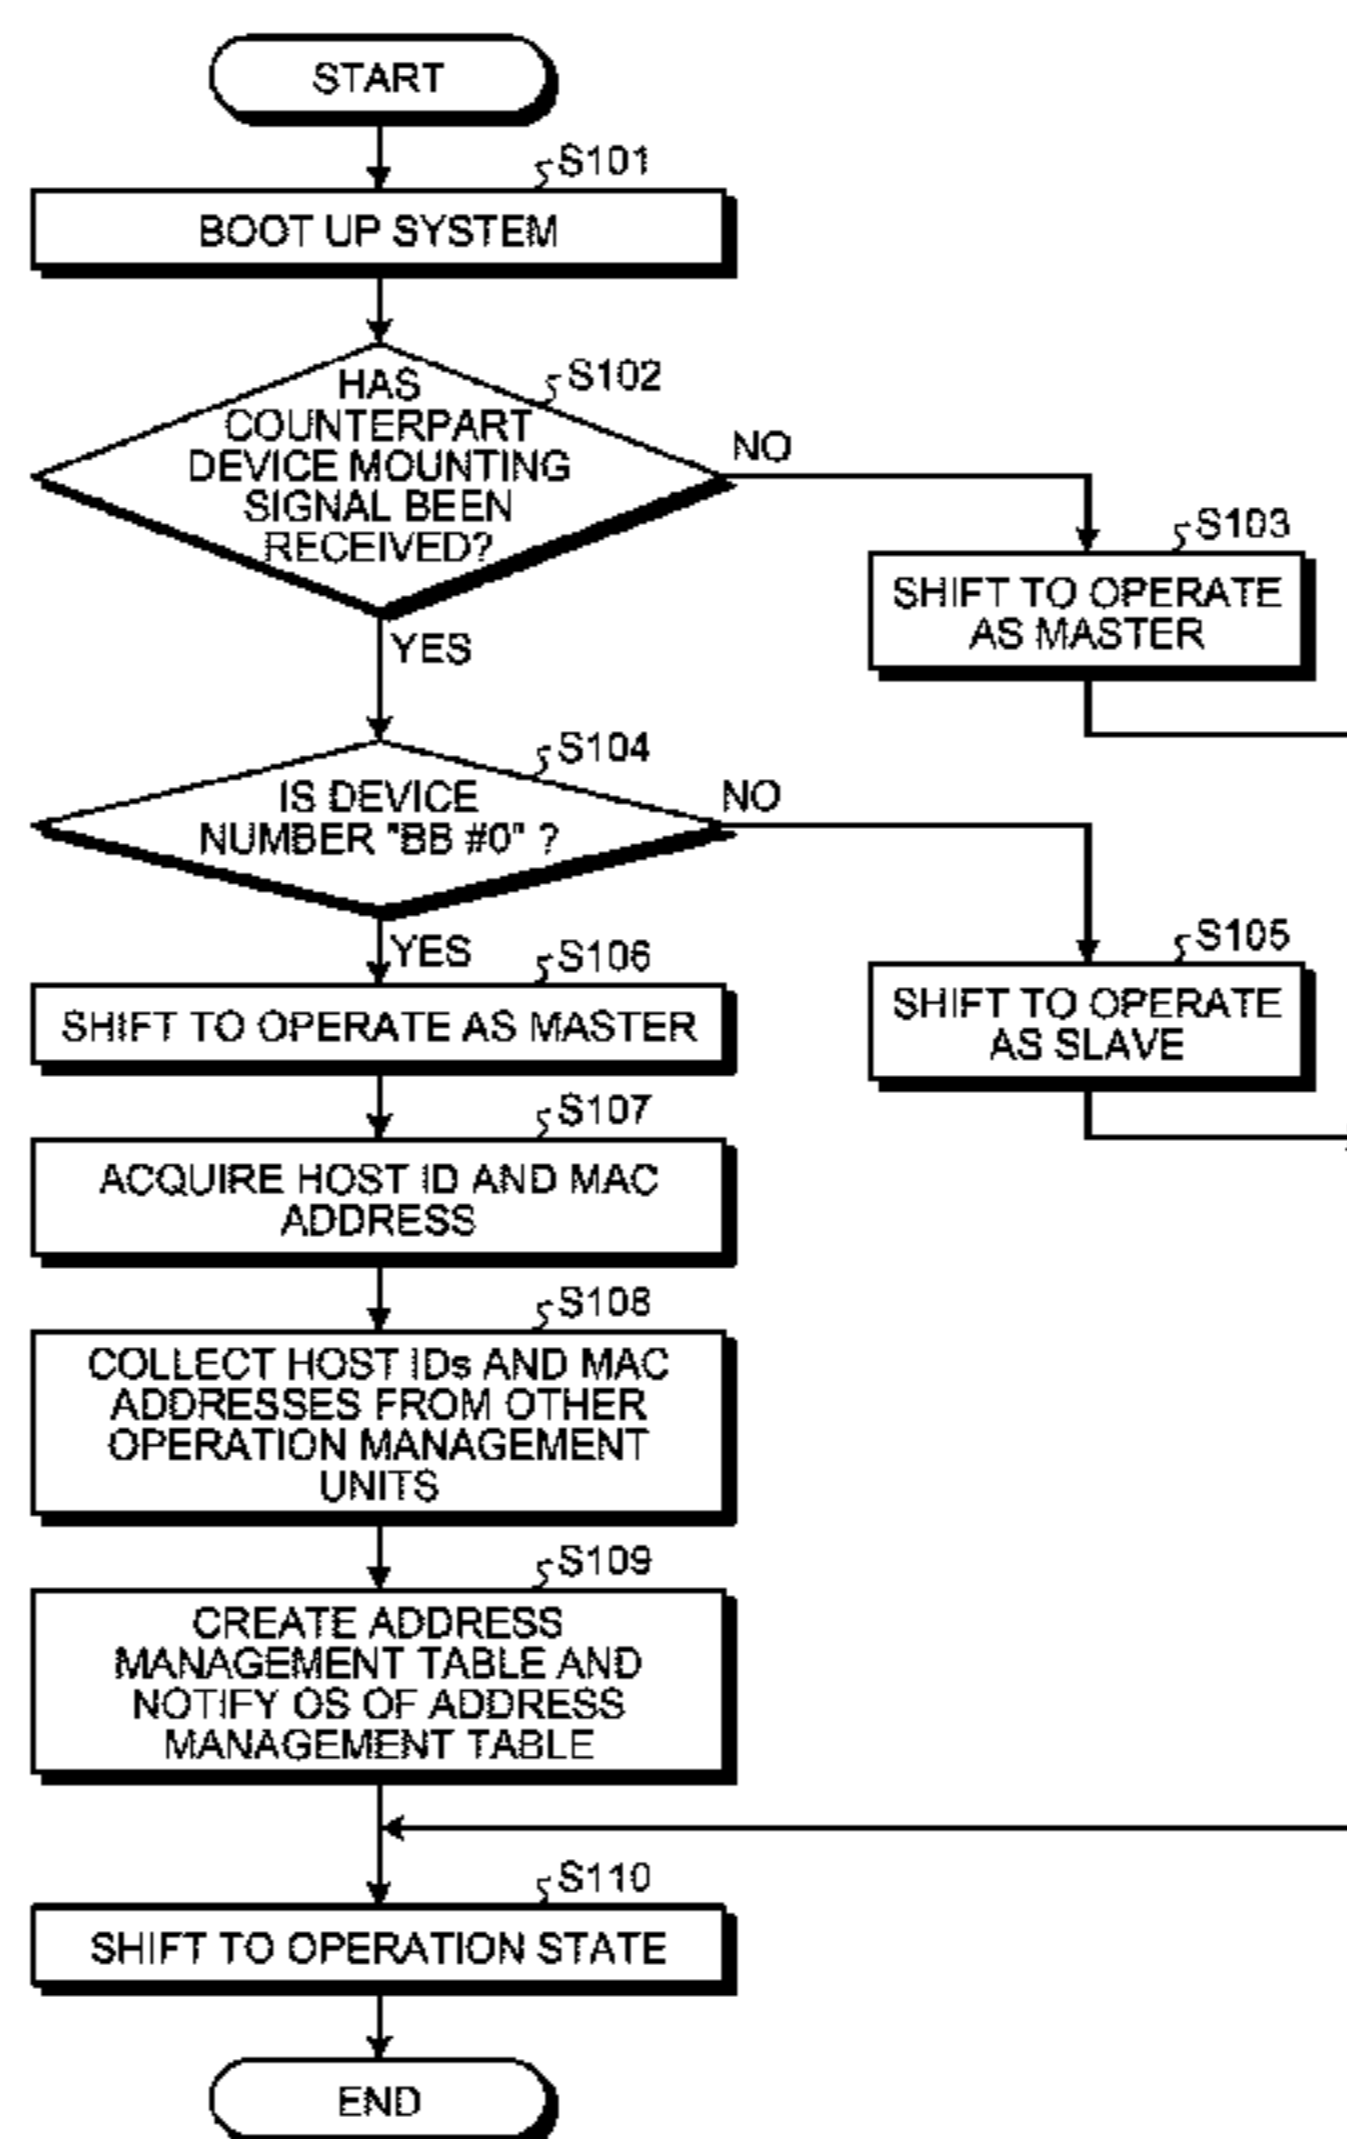 START
S101
BOOT UP SYSTEM
S102
HAS
COUNTERPART
DEVICE MOUNTING
SIGNAL BEEN
RECEIVED?
NO
S103
SHIFT TO OPERATE
AS MASTER
YES
S104
IS DEVICE
NUMBER "BB #0" ?
NO
S105
SHIFT TO OPERATE
AS SLAVE
YES
S106
SHIFT TO OPERATE AS MASTER
S107
ACQUIRE HOST ID AND MAC
ADDRESS
S108
COLLECT HOST IDs AND MAC
ADDRESSES FROM OTHER
OPERATION MANAGEMENT
UNITS
S109
CREATE ADDRESS
MANAGEMENT TABLE AND
NOTIFY OS OF ADDRESS
MANAGEMENT TABLE
S110
SHIFT TO OPERATION STATE
END